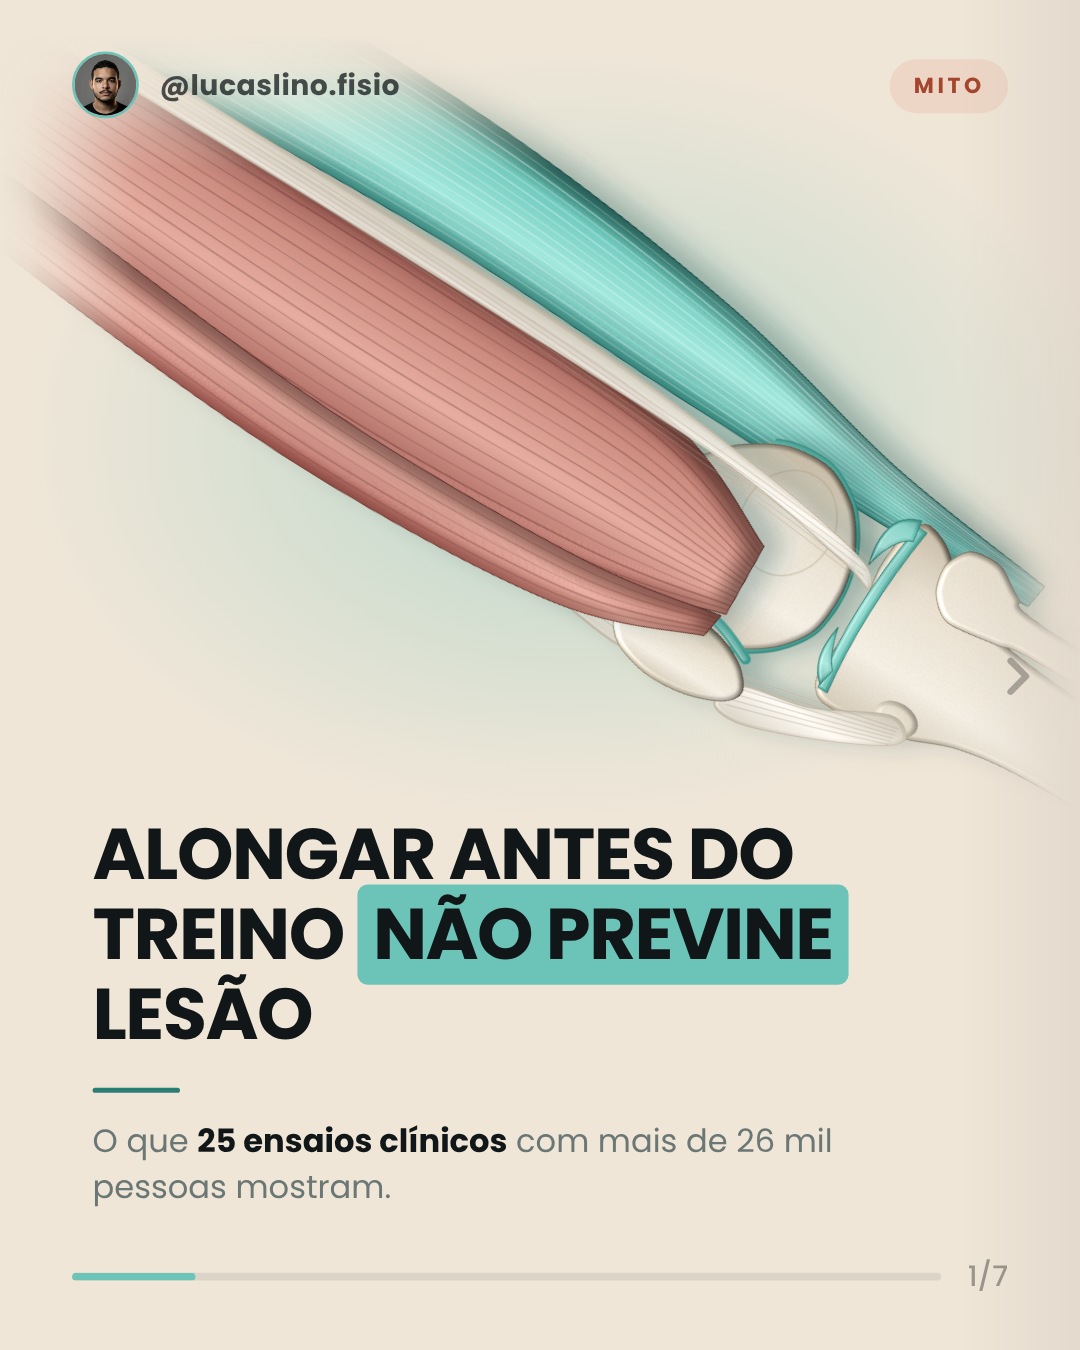 @lucaslino.fisio
MITO
ALONGAR ANTES DO
TREINO NÃO PREVINE
LESÃO
O que 25 ensaios clínicos com mais de 26 mil
pessoas mostram.
1/7